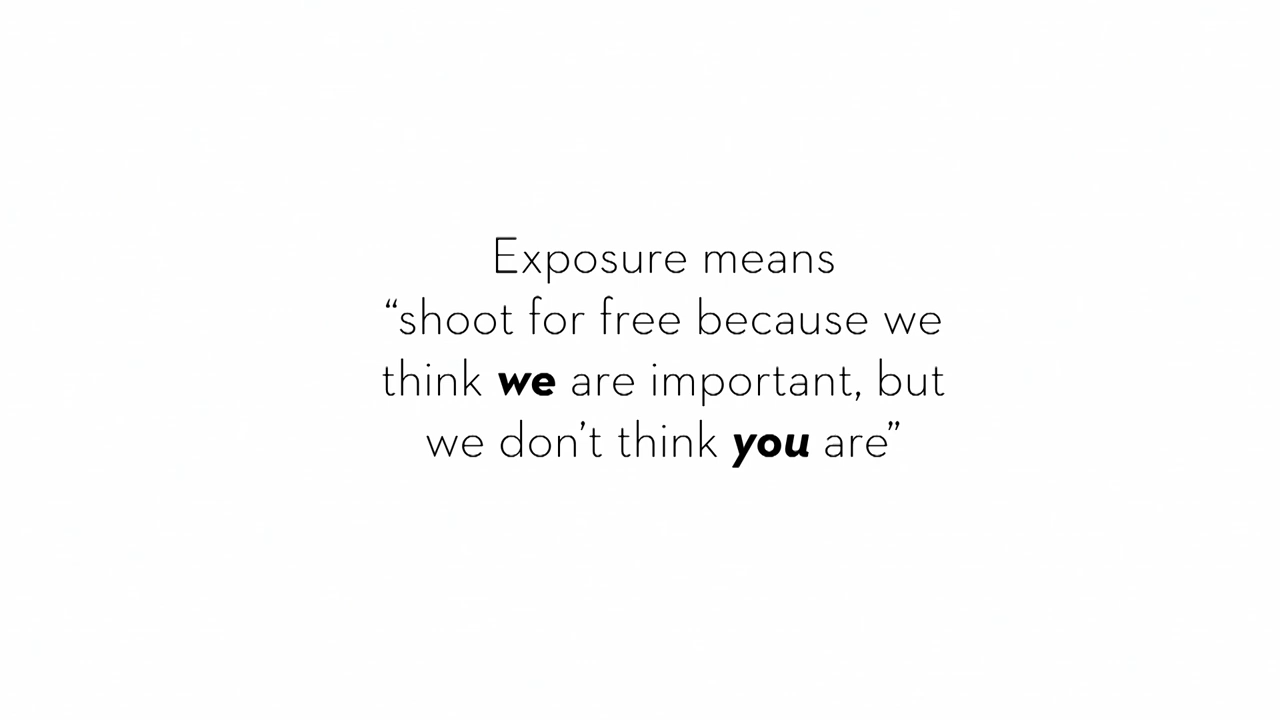 Exposure means
“shoot for free because we
think we are important, but
we don’t think you are”